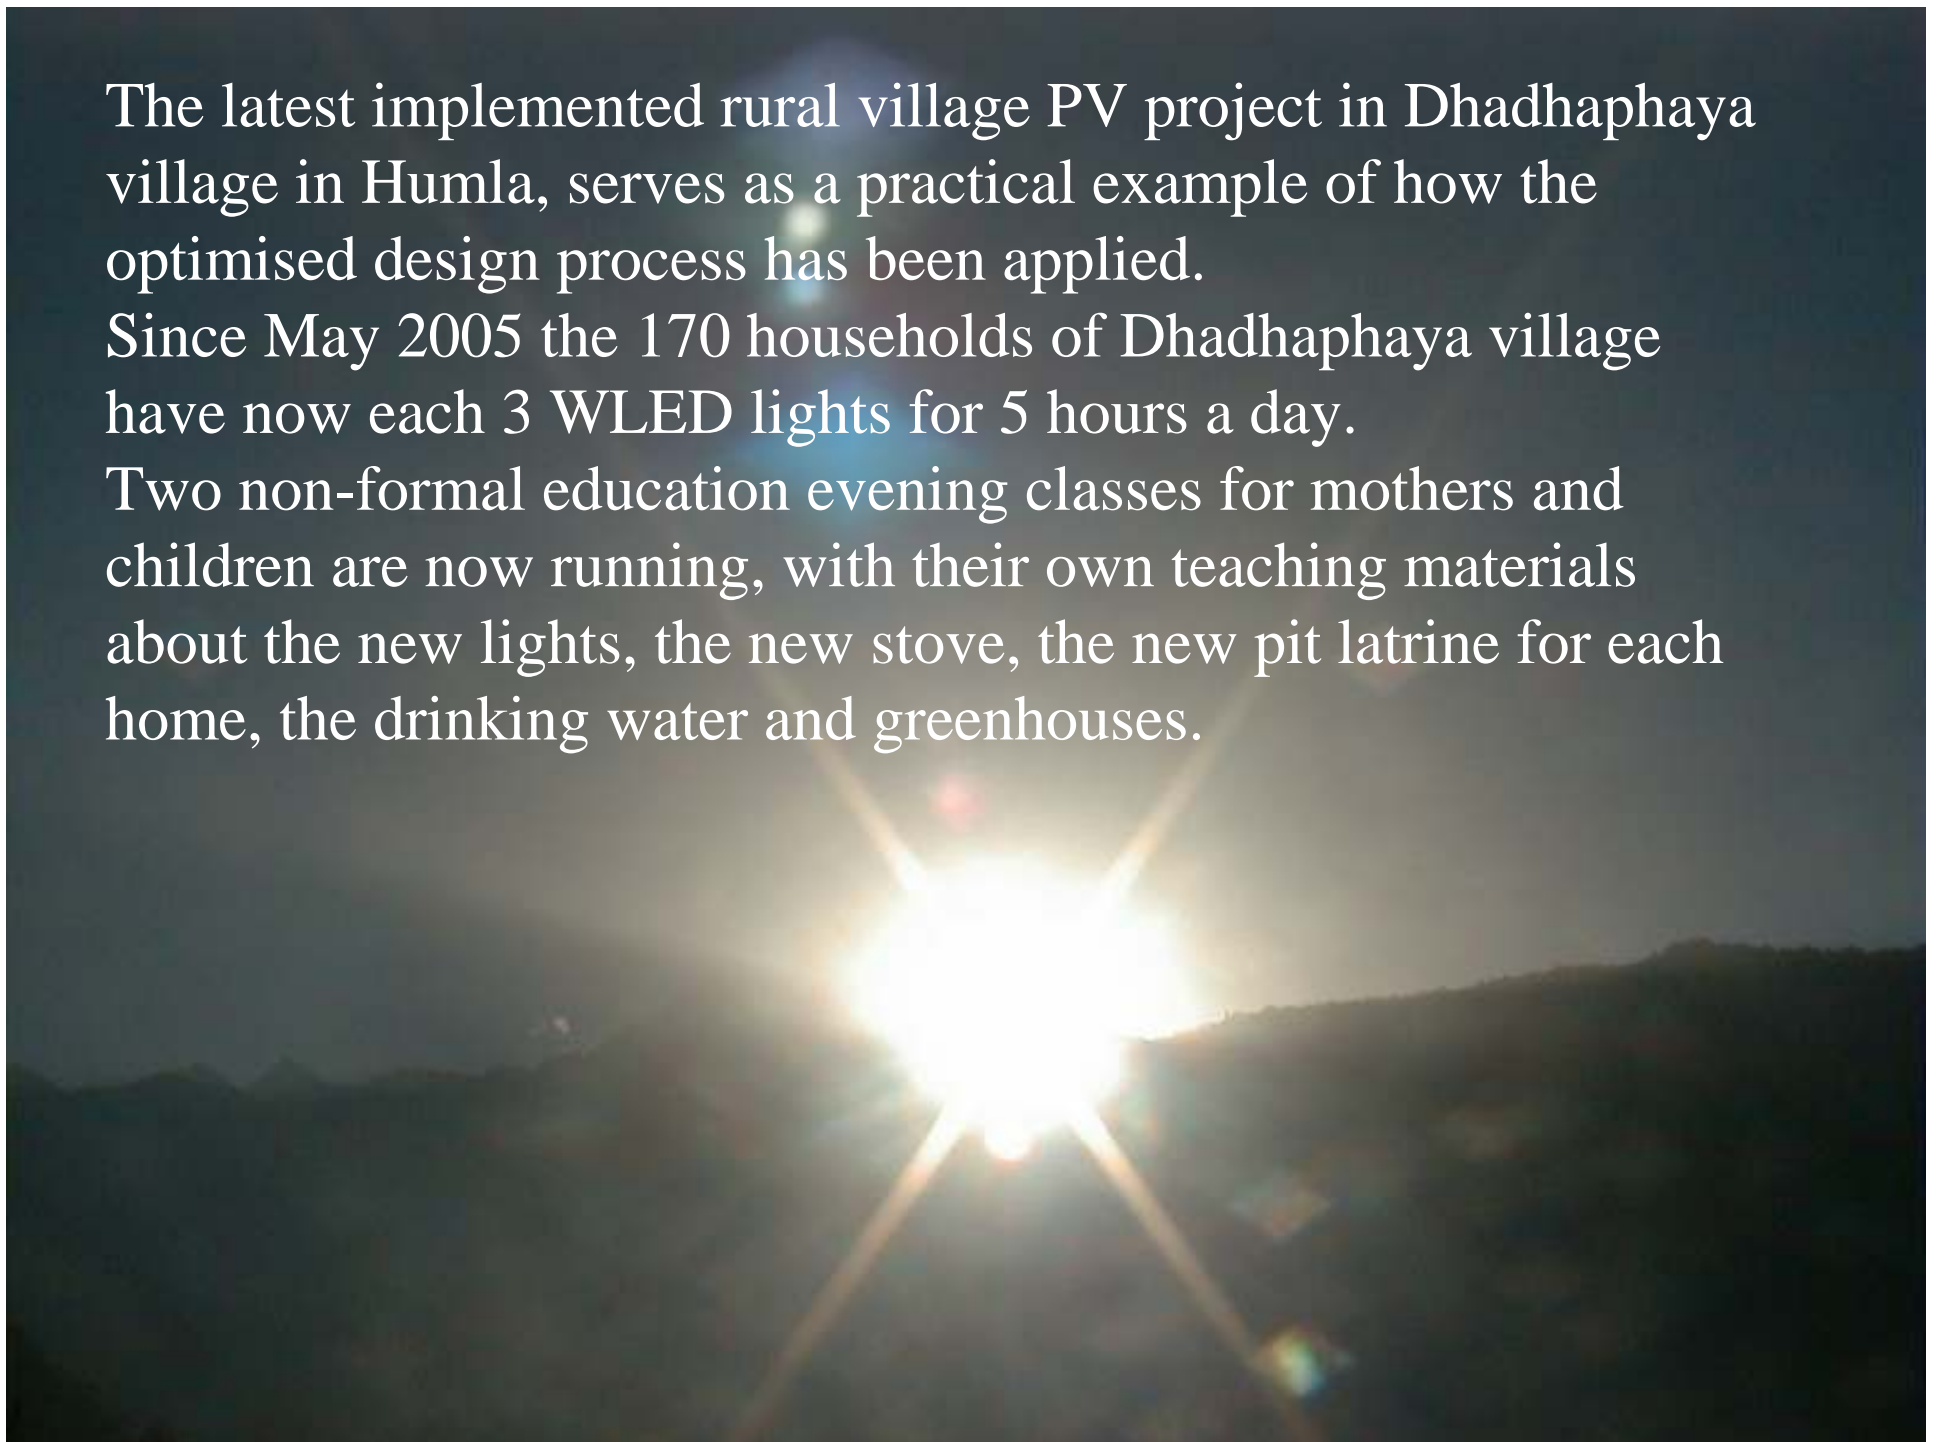 The latest implemented rural village PV project in Dhadhaphaya
village in Humla, serves as a practical example of how the
optimised design process has been applied.
Since May 2005 the 170 households of Dhadhaphaya village
have now each 3 WLED lights for 5 hours a day.
Two non-formal education evening classes for mothers and
children are now running, with their own teaching materials
about the new lights, the new stove, the new pit latrine for each
home, the drinking water and greenhouses.